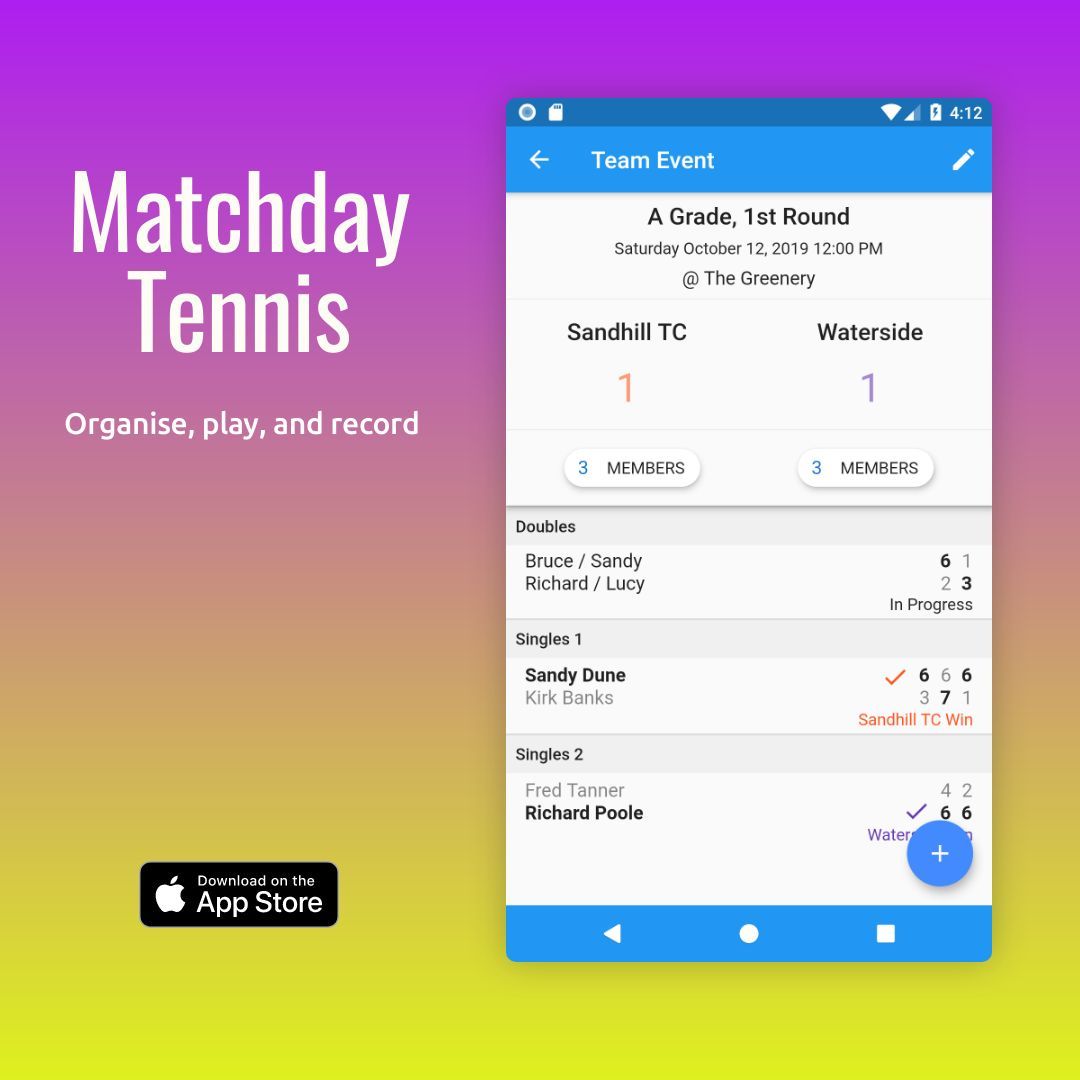 Matchday
Tennis
Organise, play, and record
Download on the
App Store
4:12
Team Event
A Grade, 1st Round
Saturday October 12, 2019 12:00 PM
@ The Greenery
Sandhill TC Waterside
1 1
3 MEMBERS 3 MEMBERS
Doubles
Bruce / Sandy 6 1
Richard / Lucy 2 3
In Progress
Singles 1
Sandy Dune 6 6 6
Kirk Banks 3 7 1
Sandhill TC Win
Singles 2
Fred Tanner 4 2
Richard Poole 6 6
+